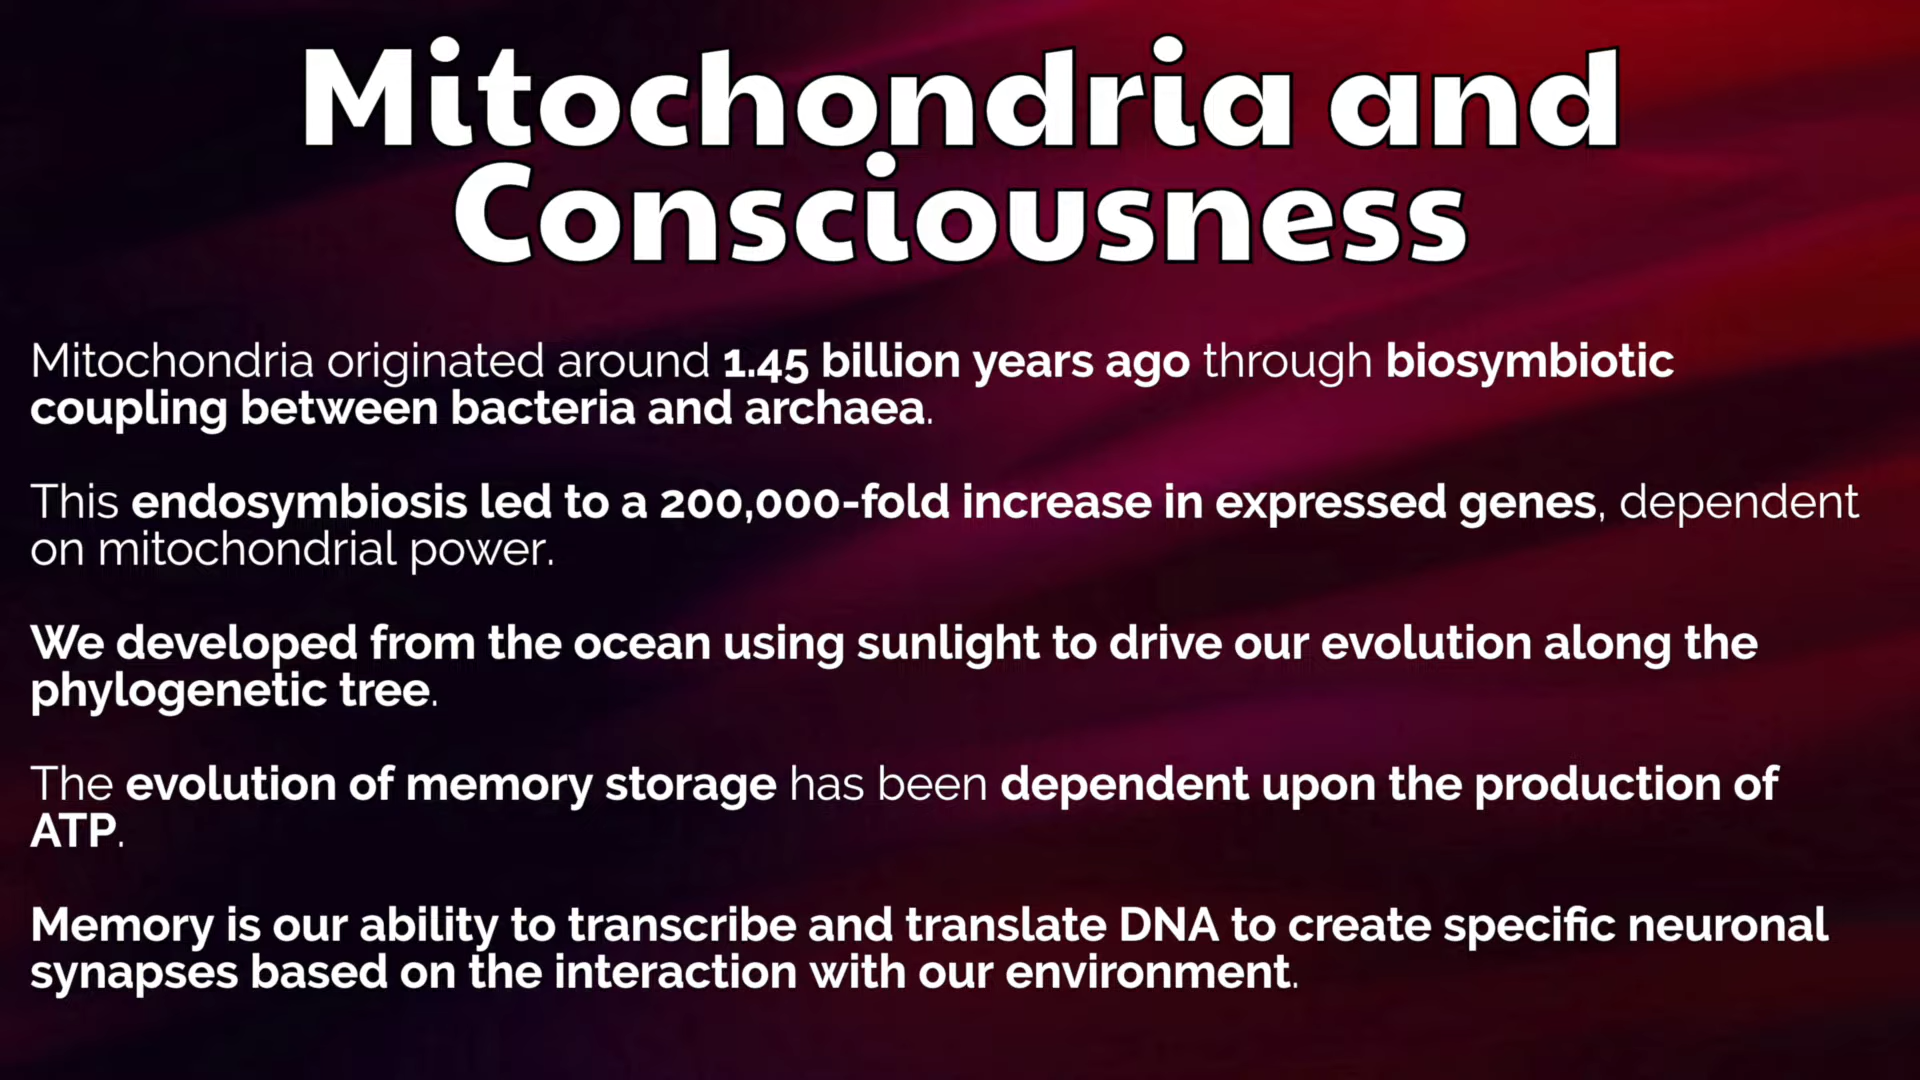 Mitochondria and
Consciousness
Mitochondria originated around 1.45 billion years ago through biosymbiotic
coupling between bacteria and archaea.
This endosymbiosis led to a 200,000-fold increase in expressed genes, dependent
on mitochondrial power.
We developed from the ocean using sunlight to drive our evolution along the
phylogenetic tree.
The evolution of memory storage has been dependent upon the production of
ATP.
Memory is our ability to transcribe and translate DNA to create specific neuronal
synapses based on the interaction with our environment.